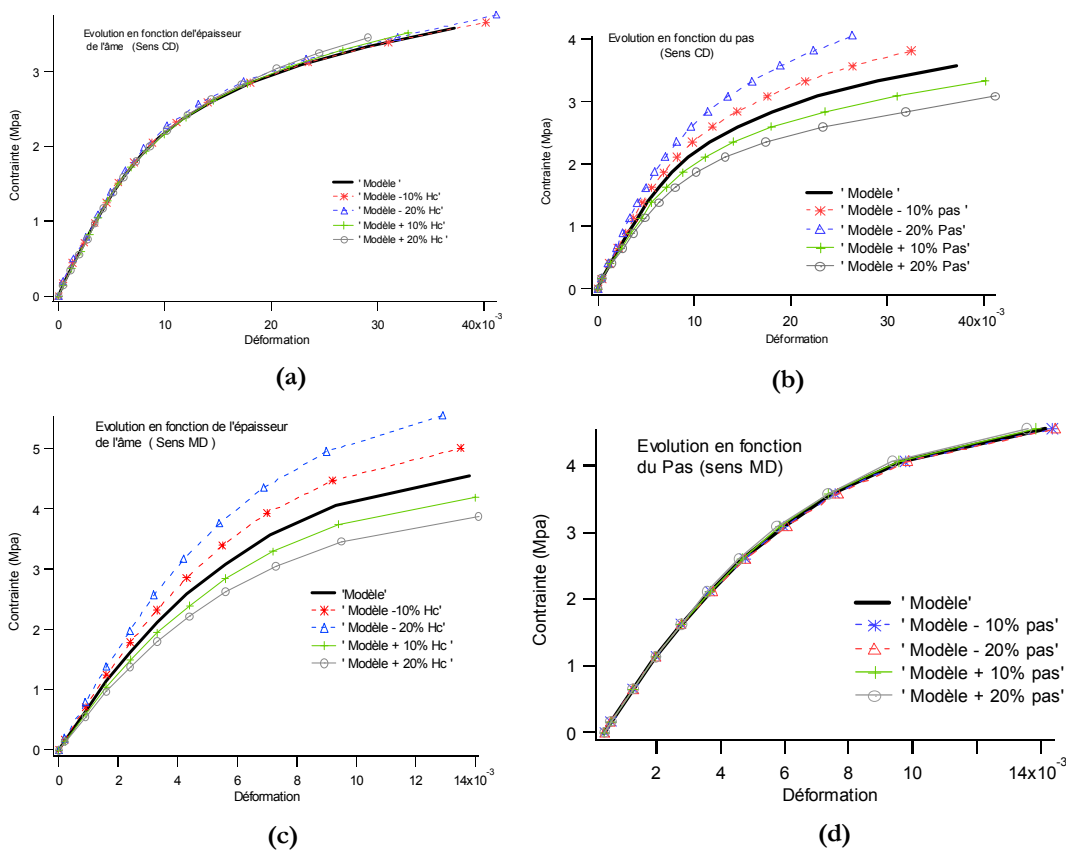 Evolution en fonction del'épaisseur
de l'âme (Sens CD)
Contrainte (Mpa)
3
2
1
0
' Modèle '
' Modèle -10% Hc'
' Modèle - 20% Hc'
' Modèle + 10% Hc'
' Modèle + 20% Hc '
0
10
20
30
40x10-3
Déformation
(a)
Evolution en fonction du pas
(Sens CD)
Contrainte (Mpa)
4
3
2
1
0
' Modèle '
' Modèle - 10% pas '
' Modèle - 20% Pas'
' Modèle + 10% Pas'
' Modèle + 20% Pas'
0
10
20
30
40x10-3
Déformation
(b)
Evolution en fonction de l'épaisseur
de l'âme ( Sens MD )
Contrainte (Mpa)
5
4
3
2
1
0
'Modèle'
' Modèle -10% Hc'
' Modèle - 20% Hc'
' Modèle + 10% Hc '
' Modèle + 20% Hc '
0
2
4
6
8
10
12
14x10-3
Déformation
(c)
Evolution en fonction
du Pas (sens MD)
Contrainte (Mpa)
4
3
2
1
0
' Modèle'
' Modèle - 10% pas'
' Modèle - 20% pas'
' Modèle + 10% pas'
' Modèle + 20% pas'
2
4
6
8
10
14x10-3
Déformation
(d)